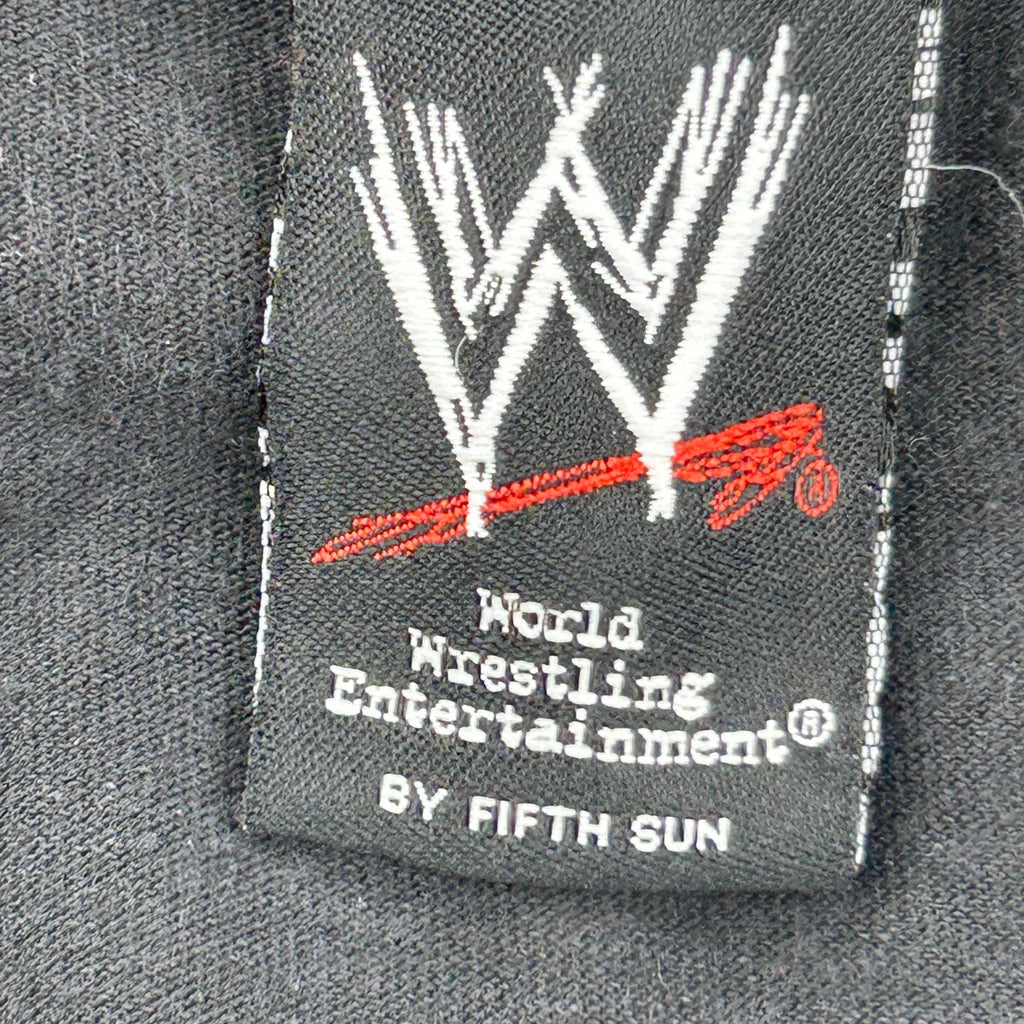 W
®
World
Wrestling
Entertainment®
BY FIFTH SUN